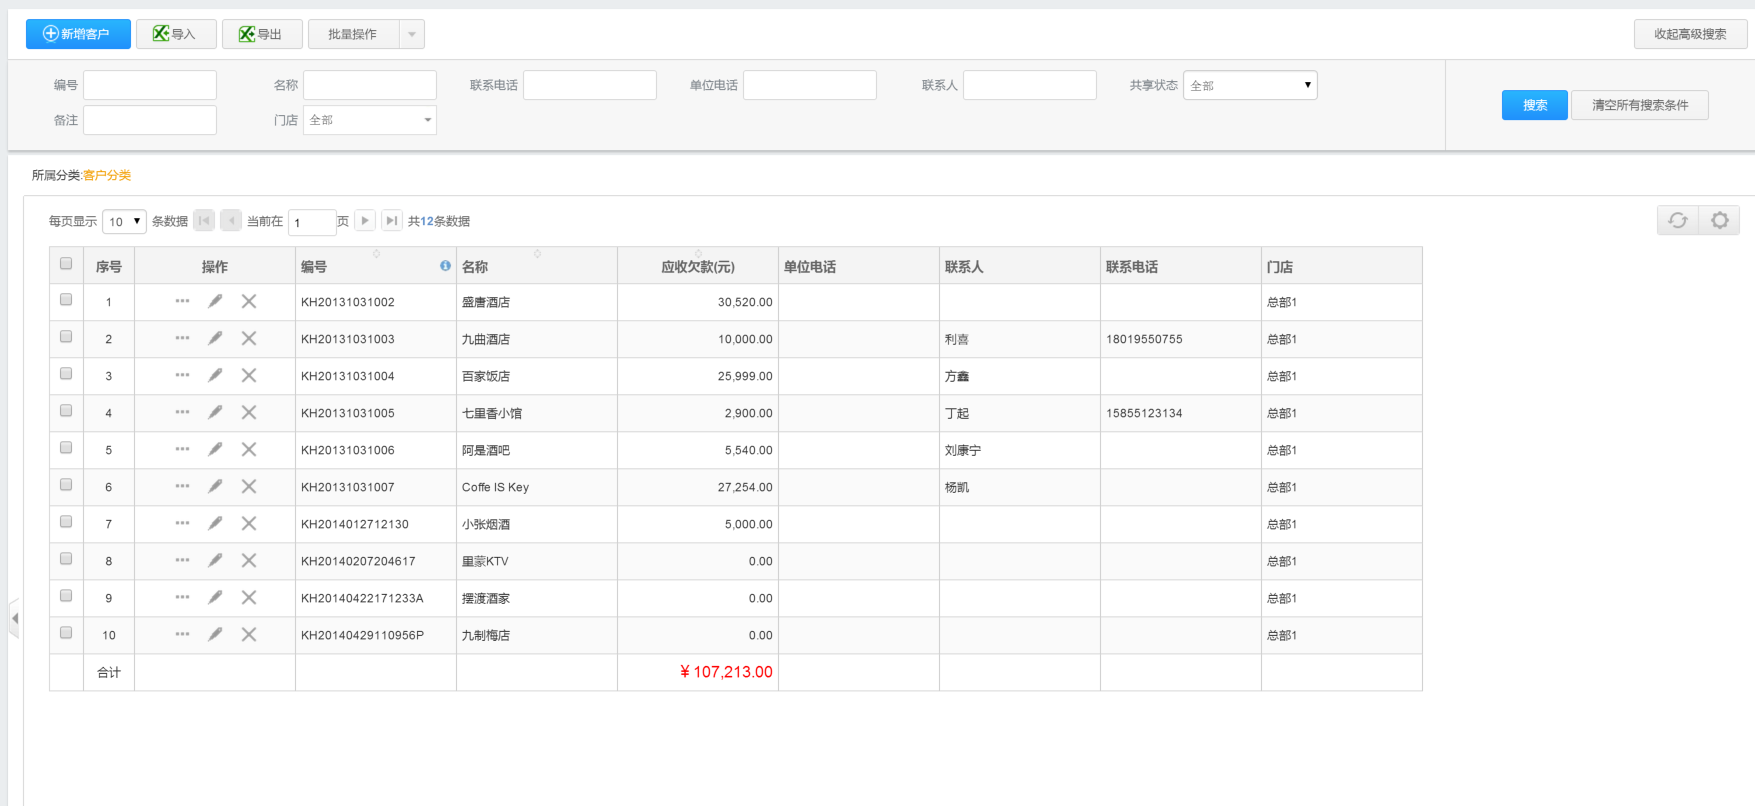 新增客户 导入 导出 批量操作 收起高级搜索
编号 名称 联系电话 单位电话 联系人 共享状态 全部
备注 门店 全部 搜索 清空所有搜索条件
所属分类:客户分类
每页显示 10 条数据 当前在 1 页 共12条数据
序号 操作 编号 名称 应收欠款(元) 单位电话 联系人 联系电话 门店
1 KH20131031002 盛唐酒店 30,520.00 总部1
2 KH20131031003 九曲酒店 10,000.00 利喜 18019550755 总部1
3 KH20131031004 百家饭店 25,999.00 方鑫 总部1
4 KH20131031005 七里香小馆 2,900.00 丁起 15855123134 总部1
5 KH20131031006 阿是酒吧 5,540.00 刘康宁 总部1
6 KH20131031007 Coffe IS Key 27,254.00 杨凯 总部1
7 KH2014012712130 小张烟酒 5,000.00 总部1
8 KH20140207204617 里蒙KTV 0.00 总部1
9 KH20140422171233A 摆渡酒家 0.00 总部1
10 KH20140429110956P 九制梅店 0.00 总部1
合计 ¥ 107,213.00